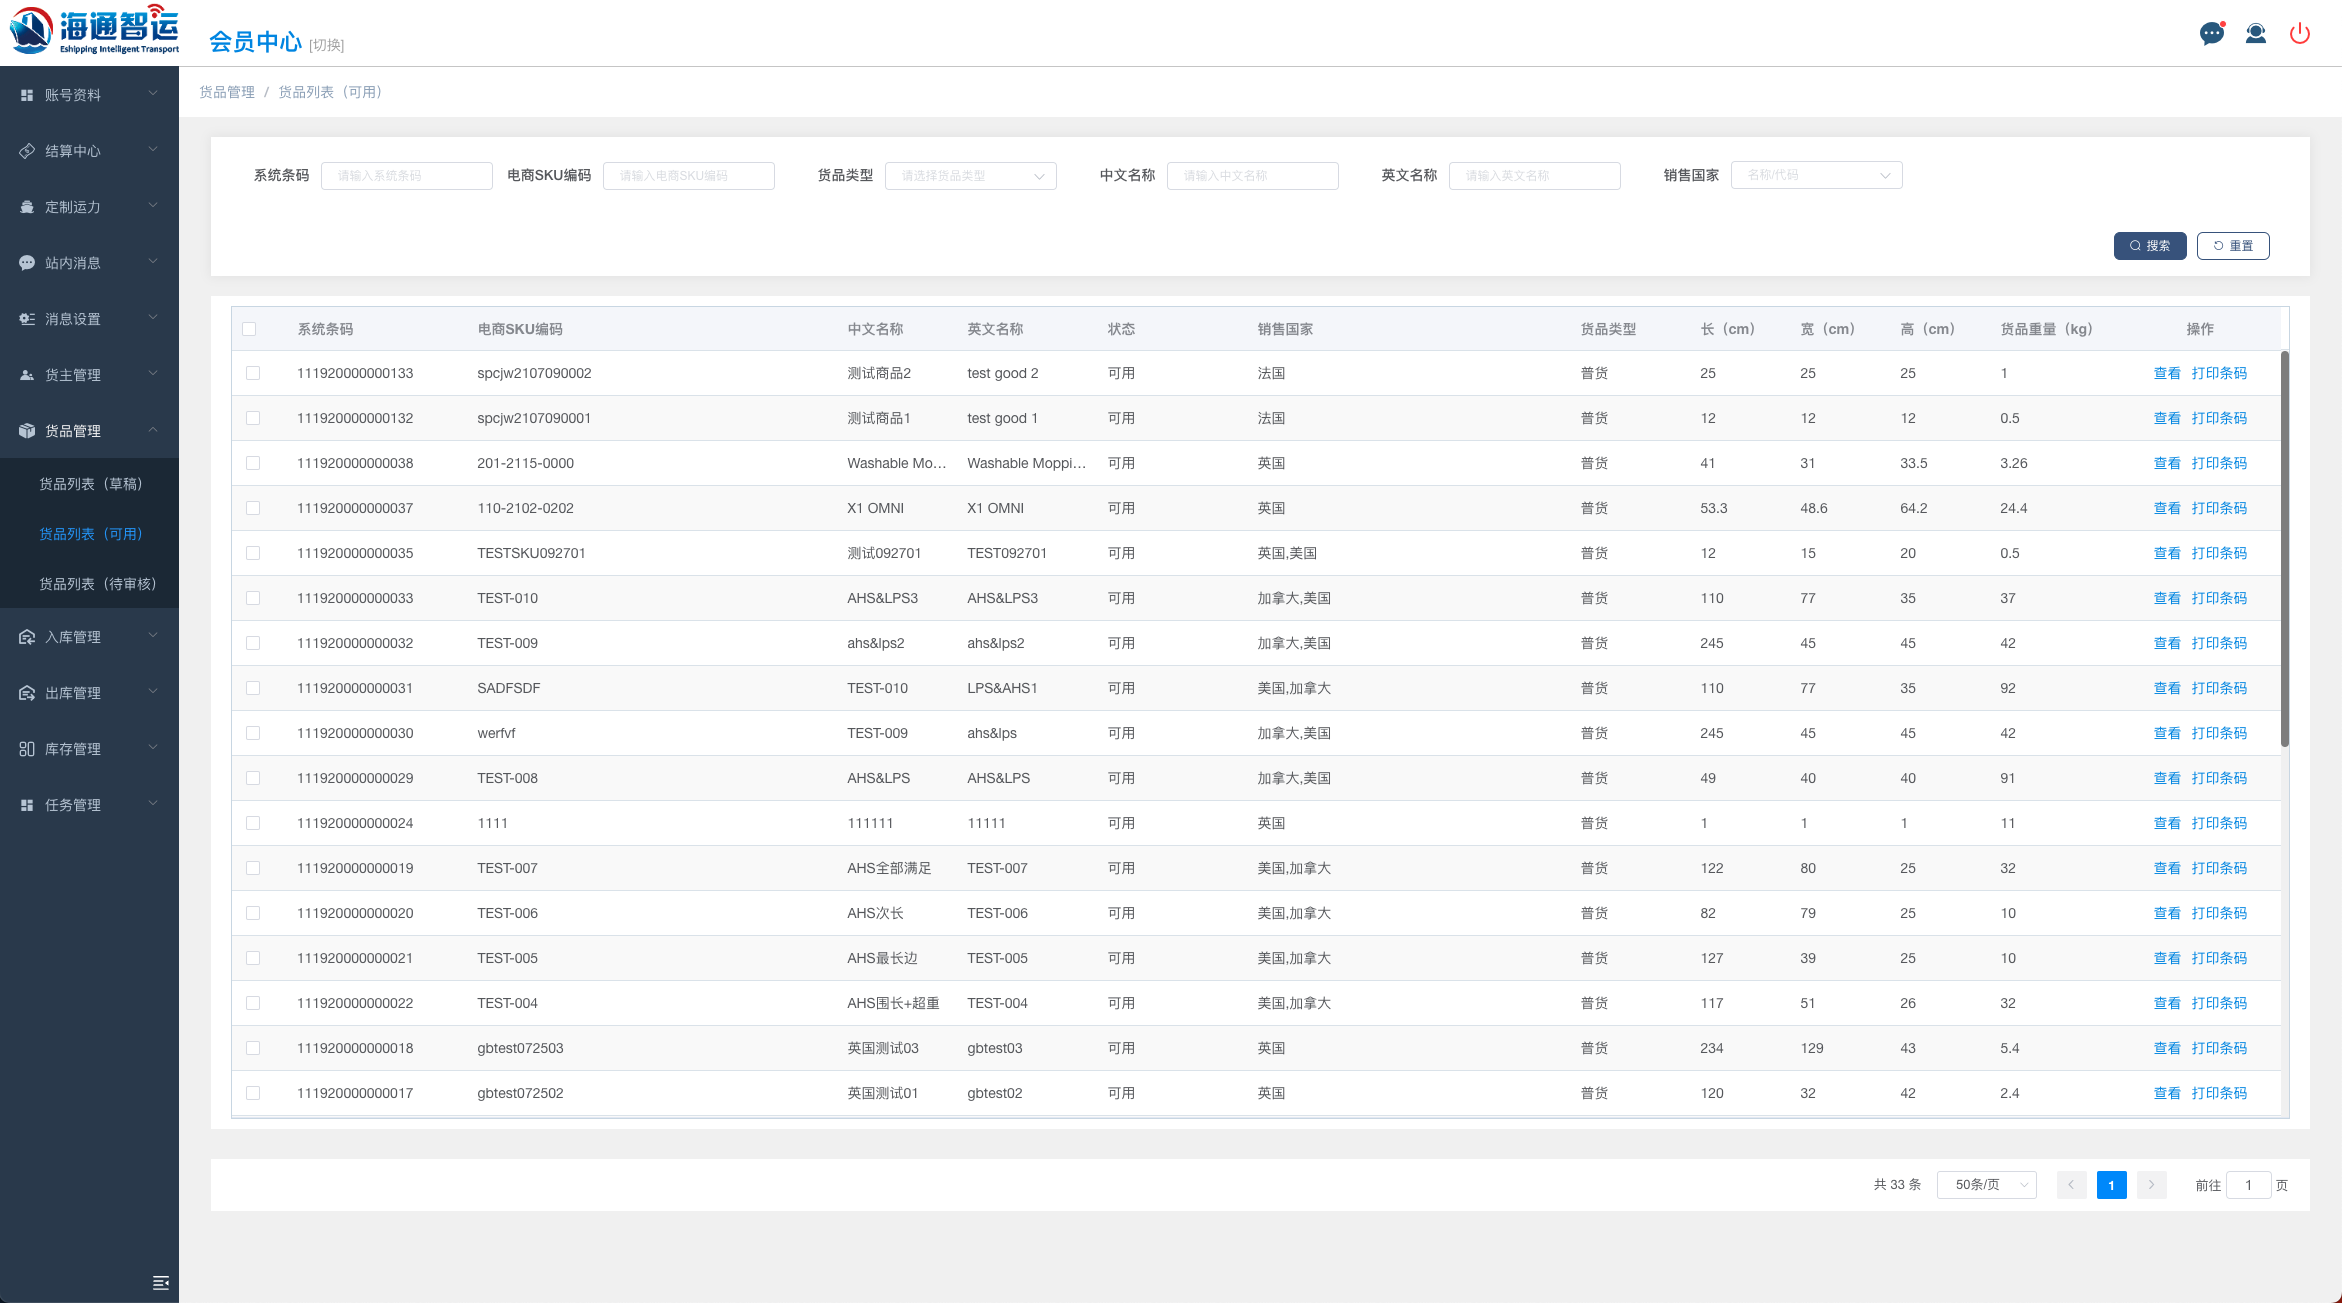 海通智运
Eshipping Intelligent Transport
会员中心 [切换]
账号资料
结算中心
定制运力
站内消息
消息设置
货主管理
货品管理
货品列表（草稿）
货品列表（可用）
货品列表（待审核）
入库管理
出库管理
库存管理
任务管理
货品管理 / 货品列表（可用）
系统条码 请输入系统条码 电商SKU编码 请输入电商SKU编码 货品类型 请选择货品类型 中文名称 请输入中文名称 英文名称 请输入英文名称 销售国家 名称/代码
搜索 重置
系统条码 电商SKU编码 中文名称 英文名称 状态 销售国家 货品类型 长（cm） 宽（cm） 高（cm） 货品重量（kg） 操作
111920000000133 spcjw2107090002 测试商品2 test good 2 可用 法国 普货 25 25 25 1 查看 打印条码
111920000000132 spcjw2107090001 测试商品1 test good 1 可用 法国 普货 12 12 12 0.5 查看 打印条码
111920000000038 201-2115-0000 Washable Mo... Washable Moppi... 可用 英国 普货 41 31 33.5 3.26 查看 打印条码
111920000000037 110-2102-0202 X1 OMNI X1 OMNI 可用 英国 普货 53.3 48.6 64.2 24.4 查看 打印条码
111920000000035 TESTSKU092701 测试092701 TEST092701 可用 英国,美国 普货 12 15 20 0.5 查看 打印条码
111920000000033 TEST-010 AHS&LPS3 AHS&LPS3 可用 加拿大,美国 普货 110 77 35 37 查看 打印条码
111920000000032 TEST-009 ahs&lps2 ahs&lps2 可用 加拿大,美国 普货 245 45 45 42 查看 打印条码
111920000000031 SADFSDF TEST-010 LPS&AHS1 可用 美国,加拿大 普货 110 77 35 92 查看 打印条码
111920000000030 werfvf TEST-009 ahs&lps 可用 加拿大,美国 普货 245 45 45 42 查看 打印条码
111920000000029 TEST-008 AHS&LPS AHS&LPS 可用 加拿大,美国 普货 49 40 40 91 查看 打印条码
111920000000024 1111 111111 11111 可用 英国 普货 1 1 1 11 查看 打印条码
111920000000019 TEST-007 AHS全部满足 TEST-007 可用 美国,加拿大 普货 122 80 25 32 查看 打印条码
111920000000020 TEST-006 AHS次长 TEST-006 可用 美国,加拿大 普货 82 79 25 10 查看 打印条码
111920000000021 TEST-005 AHS最长边 TEST-005 可用 美国,加拿大 普货 127 39 25 10 查看 打印条码
111920000000022 TEST-004 AHS围长+超重 TEST-004 可用 美国,加拿大 普货 117 51 26 32 查看 打印条码
111920000000018 gbtest072503 英国测试03 gbtest03 可用 英国 普货 234 129 43 5.4 查看 打印条码
111920000000017 gbtest072502 英国测试01 gbtest02 可用 英国 普货 120 32 42 2.4 查看 打印条码
共 33 条 50条/页 1 前往 1 页